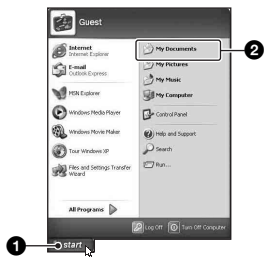 Guest
Internet
Internet Explorer
E-mail
Outlook Express
MSN Explorer
Windows Media Player
Windows Movie Maker
Tour Windows XP
Files and Settings Transfer
Wizard
All Programs
My Documents
My Pictures
My Music
My Computer
Control Panel
Help and Support
Search
Run...
Log Off
Turn Off Computer
start
1
2